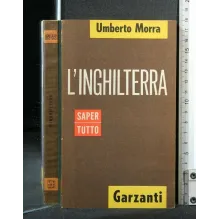 Umberto Morra
L'INGHILTERRA
SAPER
TUTTO
Garzanti